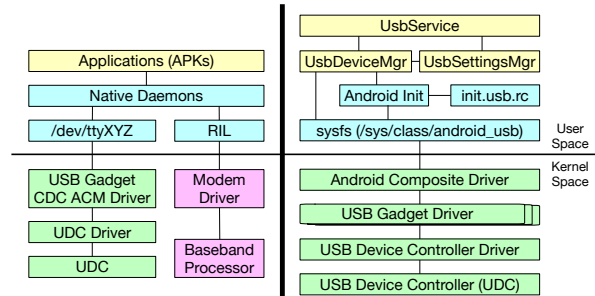 Applications (APKs)
Native Daemons
/dev/ttyXYZ
RIL
USB Gadget
CDC ACM Driver
Modem
Driver
UDC Driver
UDC
Baseband
Processor
UsbService
UsbDeviceMgr
UsbSettingsMgr
Android Init
init.usb.rc
sysfs (/sys/class/android_usb)
User
Space
Kernel
Space
Android Composite Driver
USB Gadget Driver
USB Device Controller Driver
USB Device Controller (UDC)